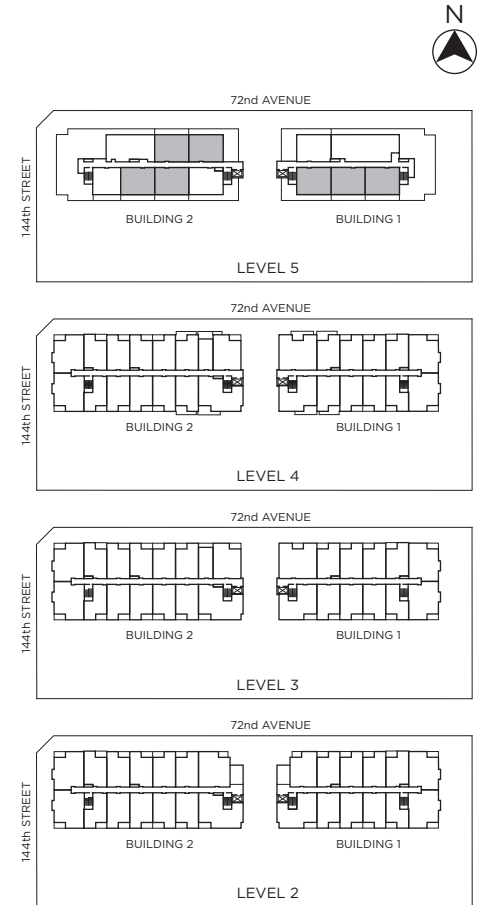 N
72nd AVENUE
144th STREET
BUILDING 2
BUILDING 1
LEVEL 5
72nd AVENUE
144th STREET
BUILDING 2
BUILDING 1
LEVEL 4
72nd AVENUE
144th STREET
BUILDING 2
BUILDING 1
LEVEL 3
72nd AVENUE
144th STREET
BUILDING 2
BUILDING 1
LEVEL 2